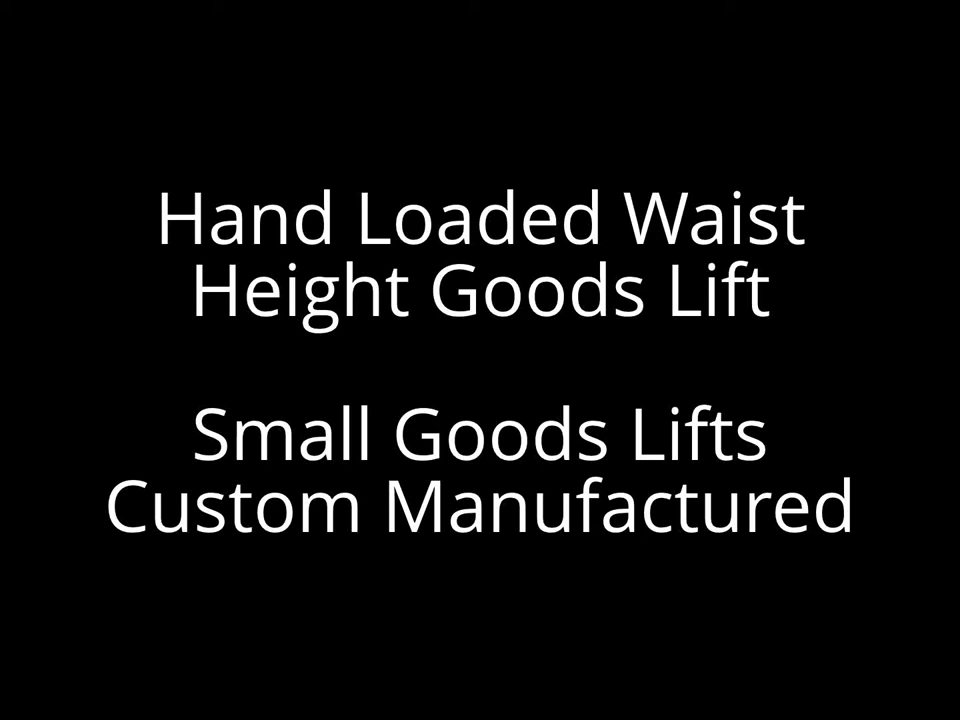 Hand Loaded Waist
Height Goods Lift
Small Goods Lifts
Custom Manufactured